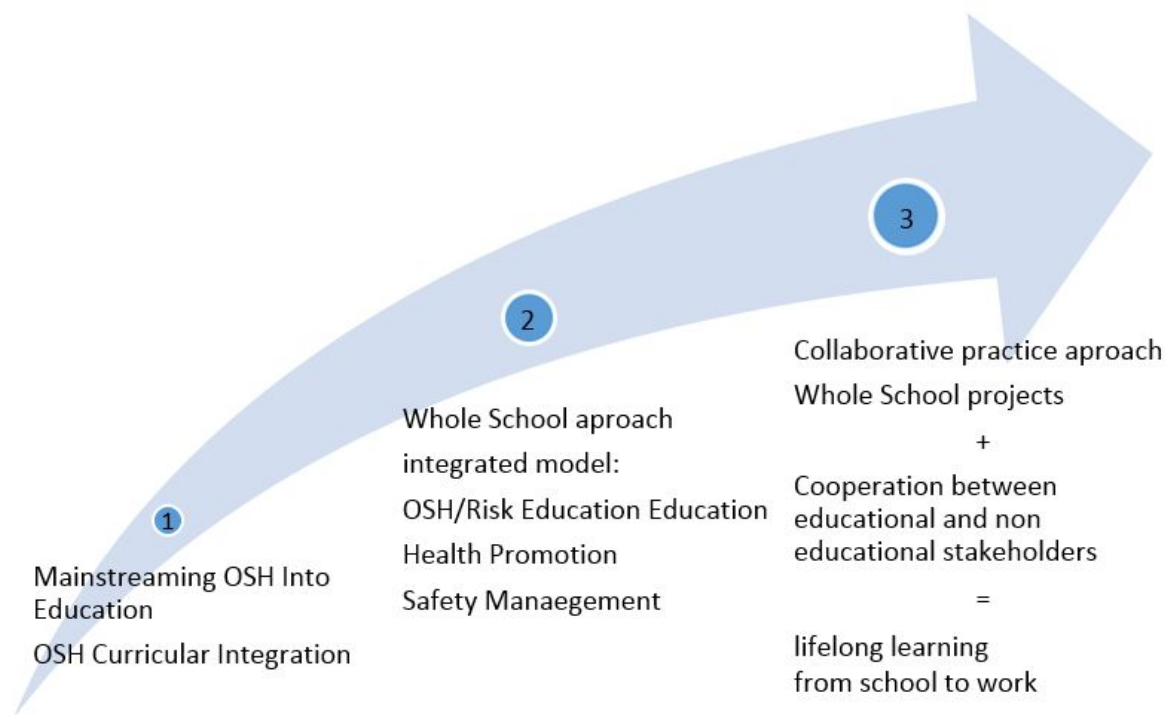 1
Mainstreaming OSH Into
Education
OSH Curricular Integration
2
Whole School aproach
integrated model:
OSH/Risk Education Education
Health Promotion
Safety Manaegement
3
Collaborative practice aproach
Whole School projects
+
Cooperation between
educational and non
educational stakeholders
=
lifelong learning
from school to work